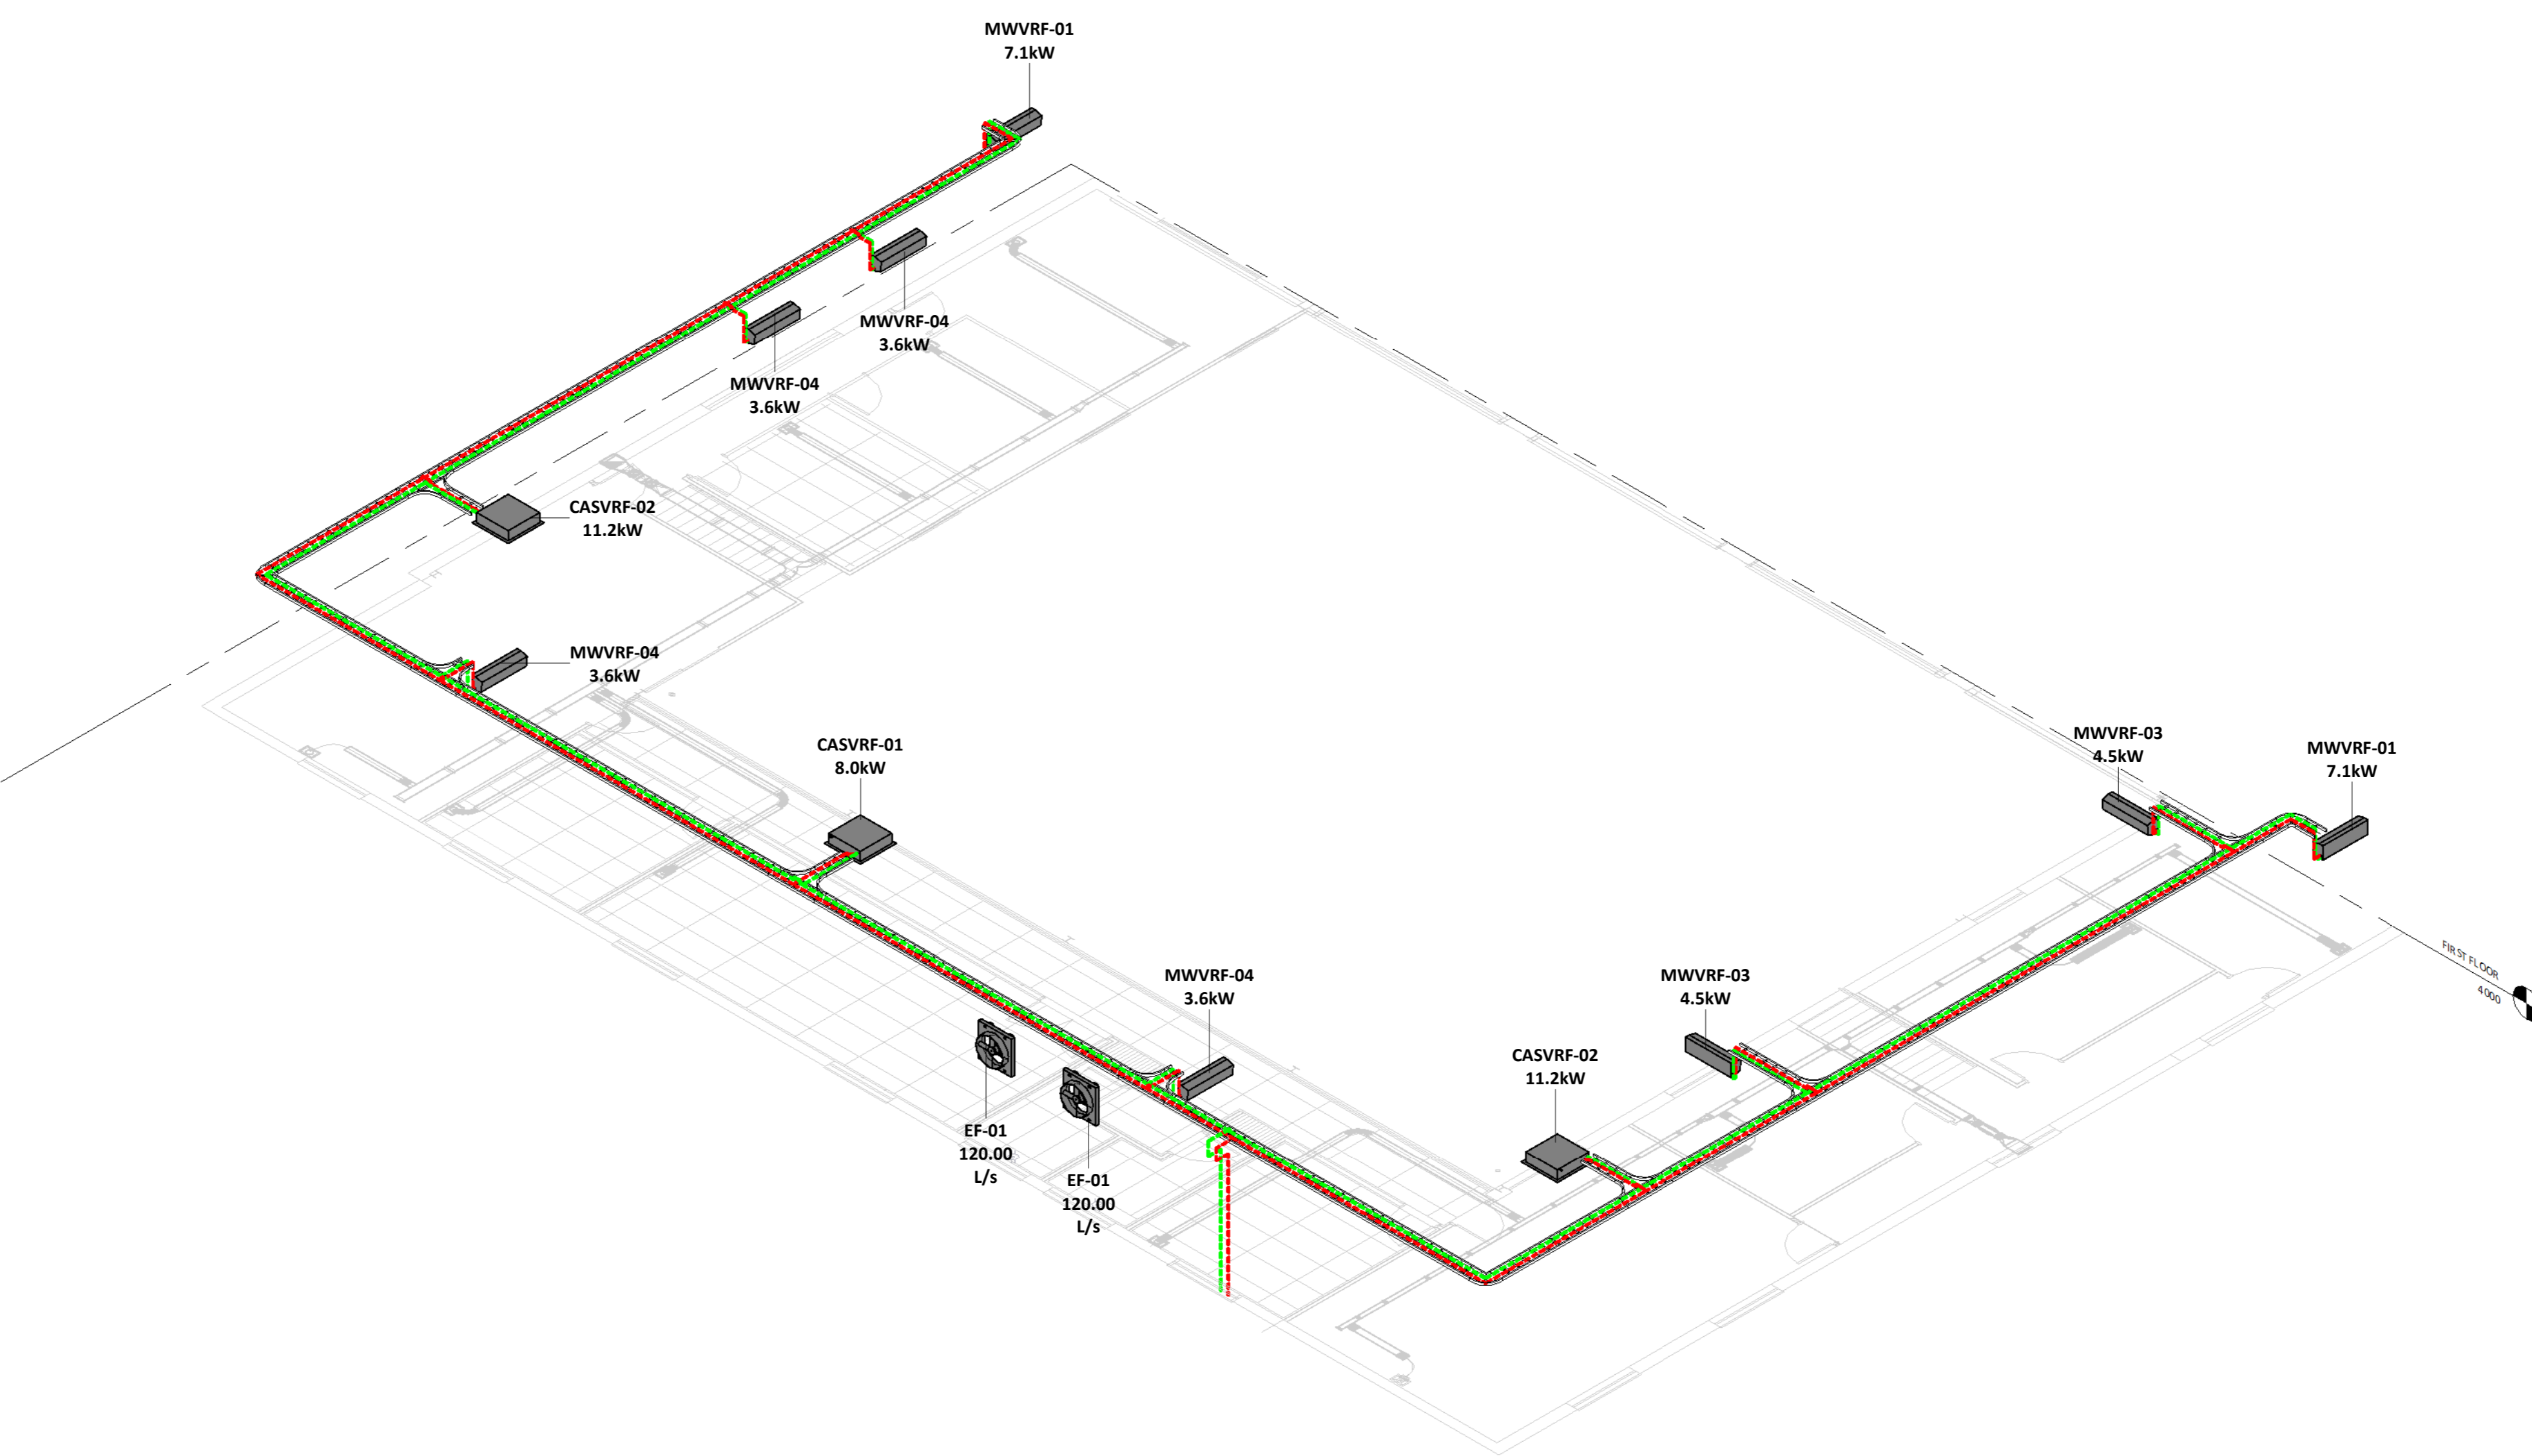 MWVRF-01
7.1kW
MWVRF-04
3.6kW
MWVRF-04
3.6kW
CASVRF-02
11.2kW
MWVRF-04
3.6kW
CASVRF-01
8.0kW
MWVRF-03
4.5kW
MWVRF-01
7.1kW
FIRST FLOOR
4000
MWVRF-04
3.6kW
MWVRF-03
4.5kW
CASVRF-02
11.2kW
EF-01
120.00
L/s
EF-01
120.00
L/s